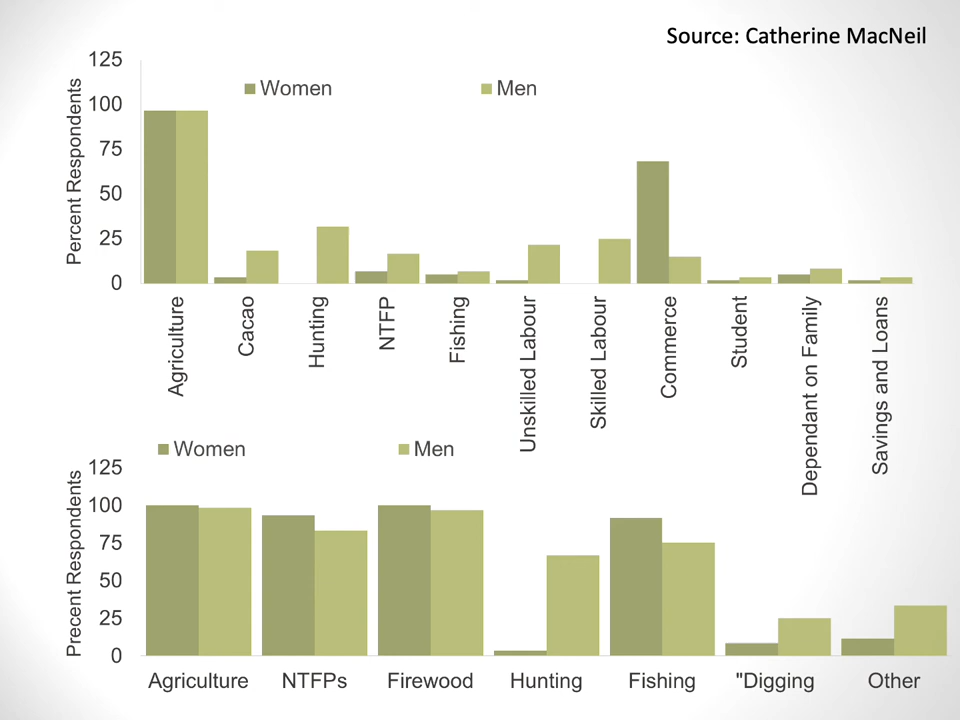 Source: Catherine MacNeil
125
Women
Men
100
75
50
25
0
Percent Respondents
Agriculture
Cacao
Hunting
NTFP
Fishing
Unskilled Labour
Skilled Labour
Commerce
Student
Dependant on Family
Savings and Loans
Women
Men
125
100
75
50
25
0
Precent Respondents
Agriculture
NTFPs
Firewood
Hunting
Fishing
"Digging
Other